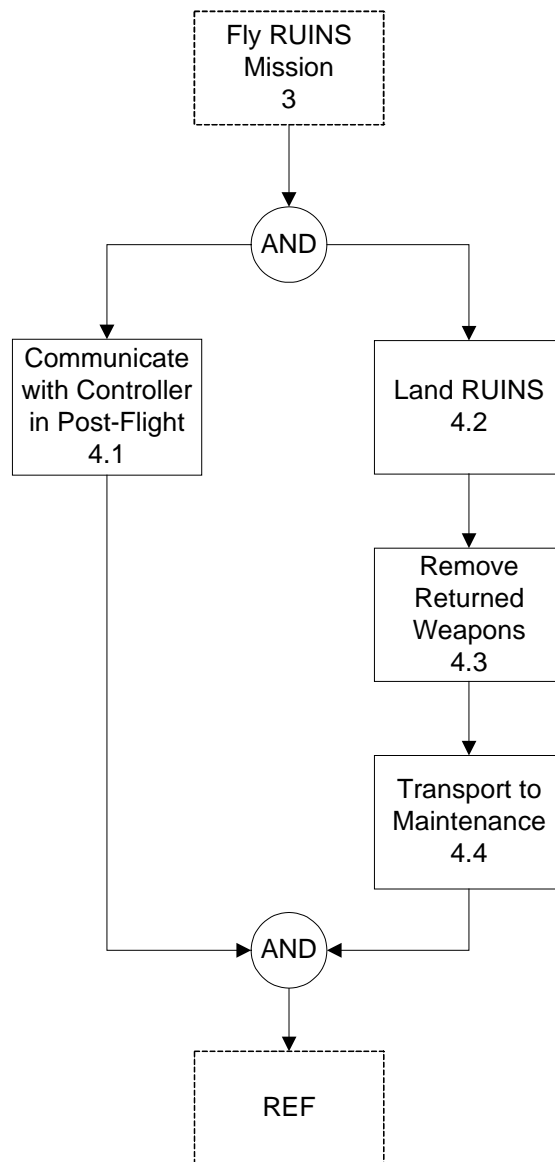 Fly RUINS
Mission
3
AND
Communicate
with Controller
in Post-Flight
4.1
Land RUINS
4.2
Remove
Returned
Weapons
4.3
Transport to
Maintenance
4.4
AND
REF